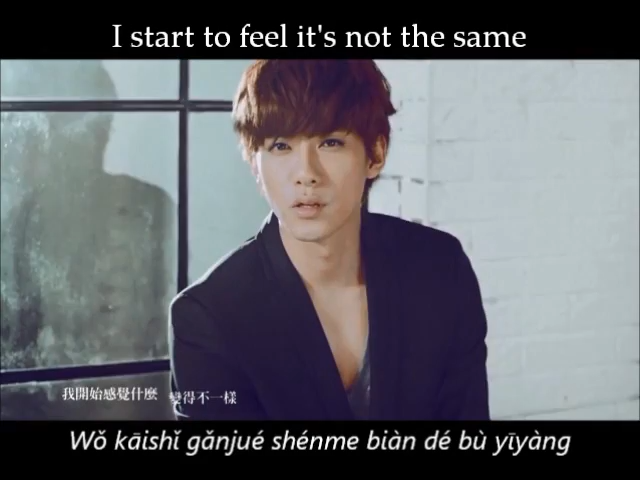 I start to feel it's not the same
我開始感覺什麼 變得不一樣
Wǒ kāishǐ gǎnjué shénme biàn dé bù yīyàng